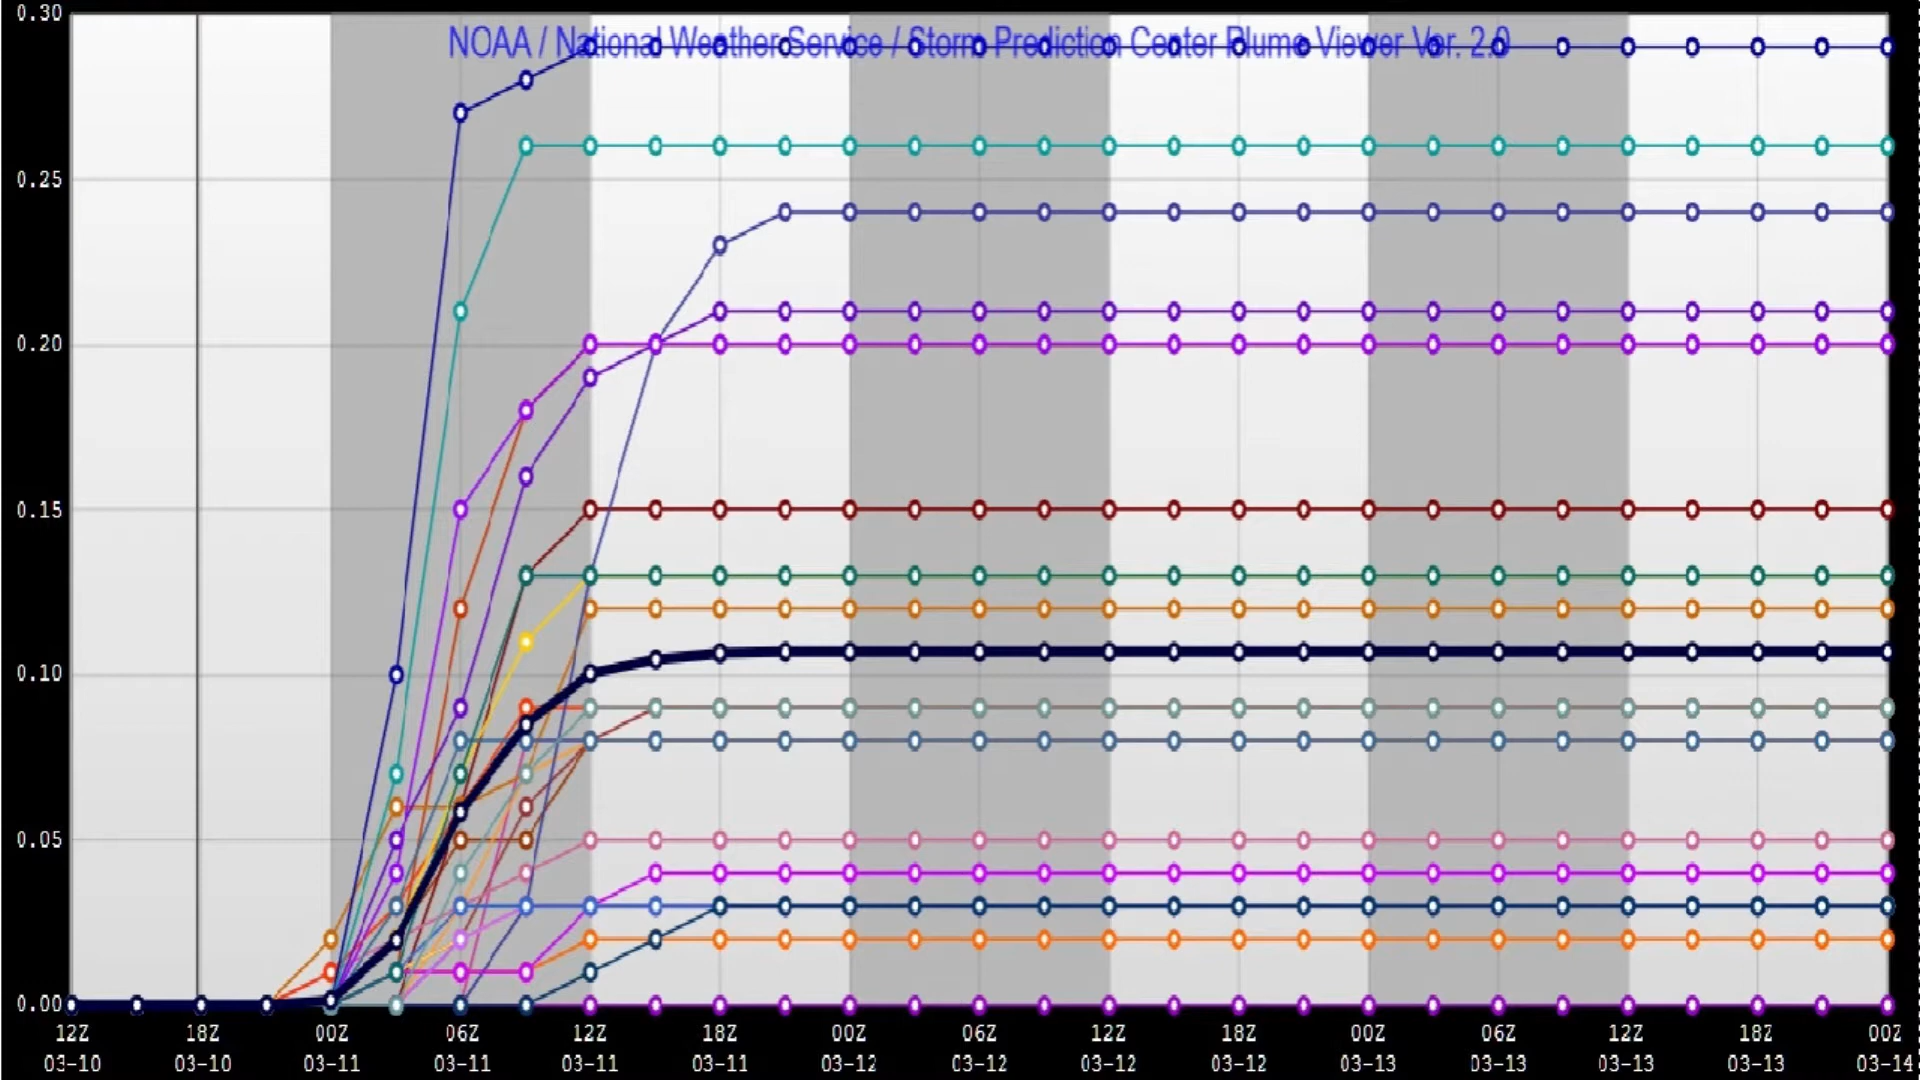 NOAA / National Weather Service / Storm Prediction Center Plume Viewer Ver. 2.0
0.30
0.25
0.20
0.15
0.10
0.05
0.00
12Z 18Z 00Z 06Z 12Z 18Z 00Z 06Z 12Z 18Z 00Z 06Z 12Z 18Z 00Z
03-10 03-10 03-11 03-11 03-11 03-11 03-12 03-12 03-12 03-12 03-13 03-13 03-13 03-13 03-14